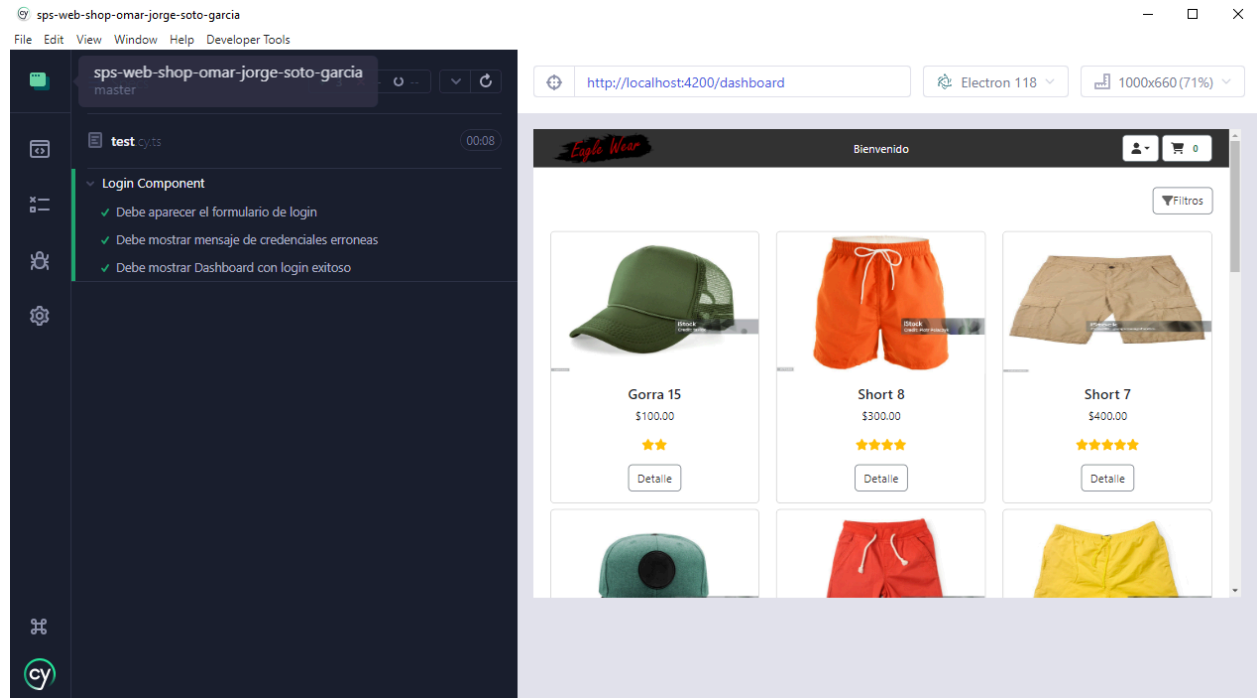 sps-web-shop-omar-jorge-soto-garcia
File Edit View Window Help Developer Tools
sps-web-shop-omar-jorge-soto-garcia
master
--
test.cy.ts
00:08
Login Component
Debe aparecer el formulario de login
Debe mostrar mensaje de credenciales erroneas
Debe mostrar Dashboard con login exitoso
cy
http://localhost:4200/dashboard
Electron 118
1000x660 (71%)
Eagle Wear
Bienvenido
0
Filtros
iStock
iStock
Gorra 15
Short 8
Short 7
$100.00
$300.00
$400.00
Detalle
Detalle
Detalle